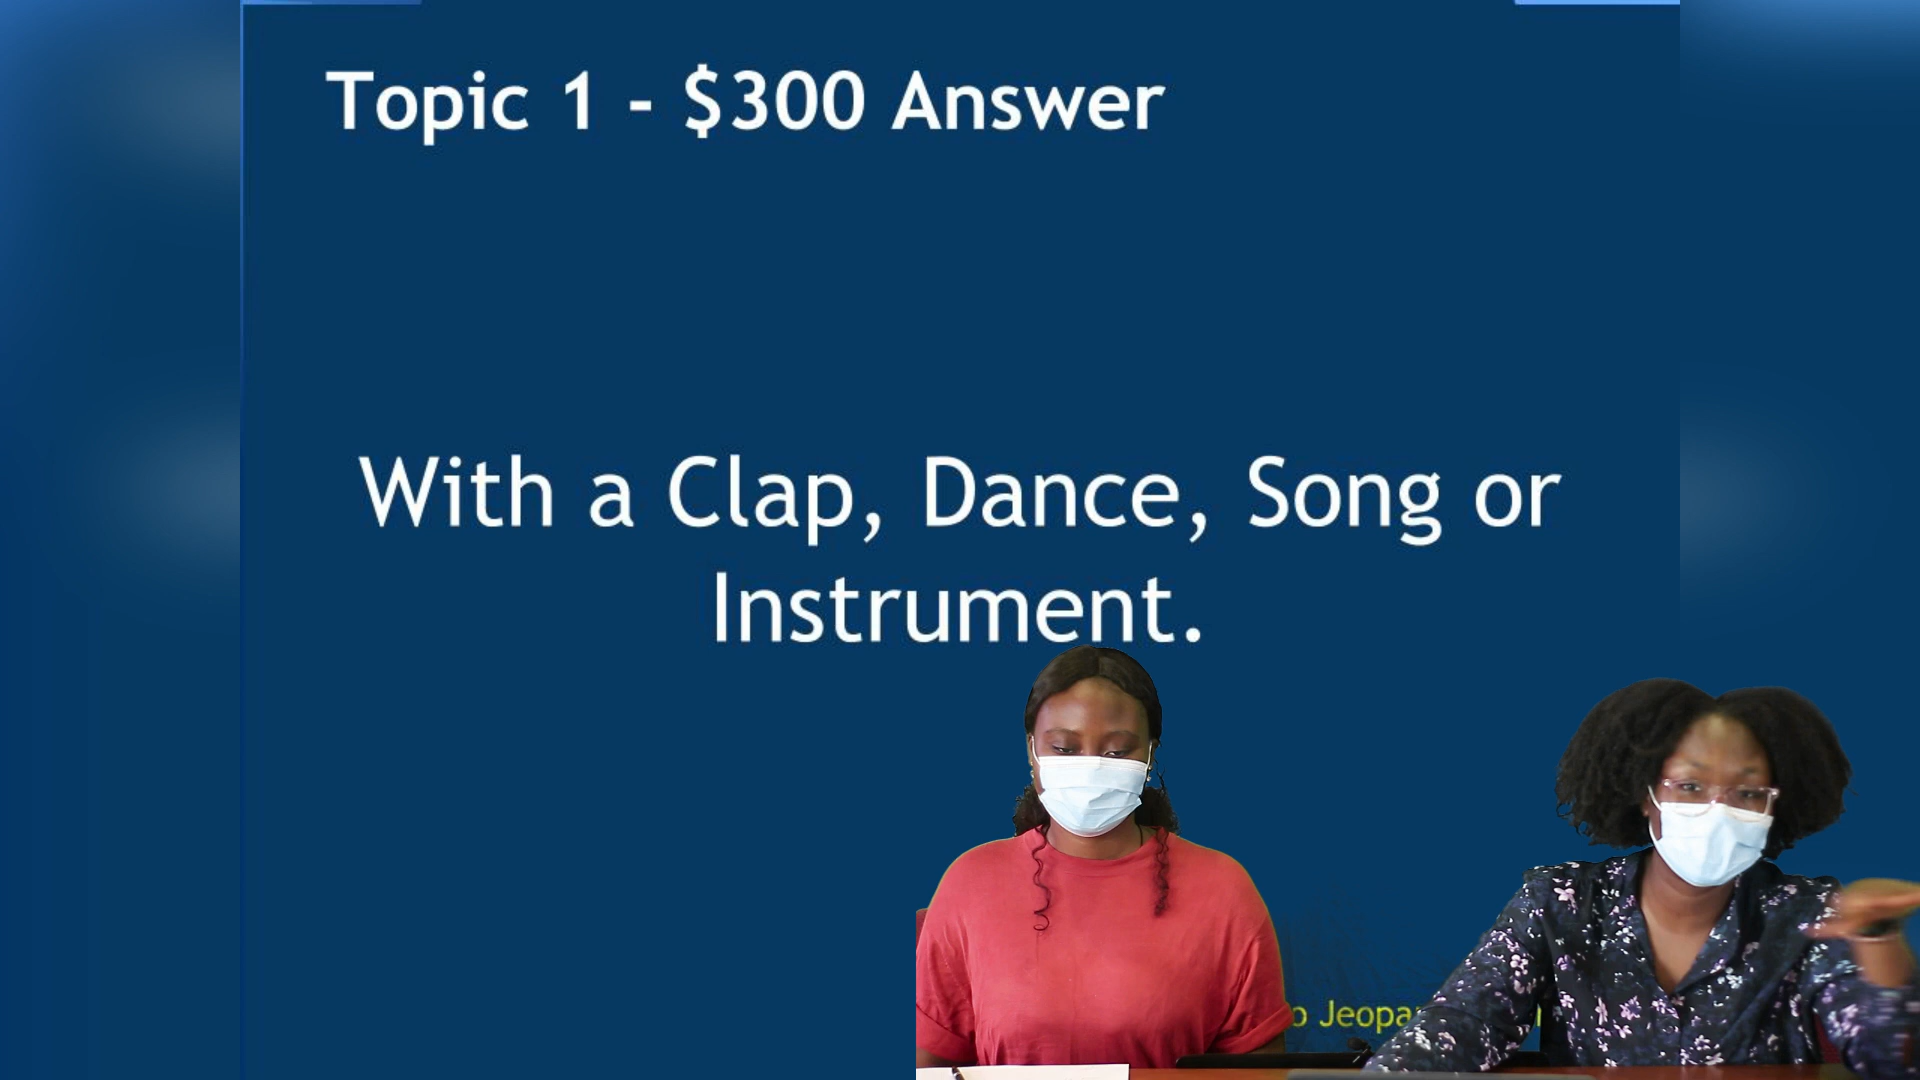 Topic 1 - $300 Answer
With a Clap, Dance, Song or
Instrument.